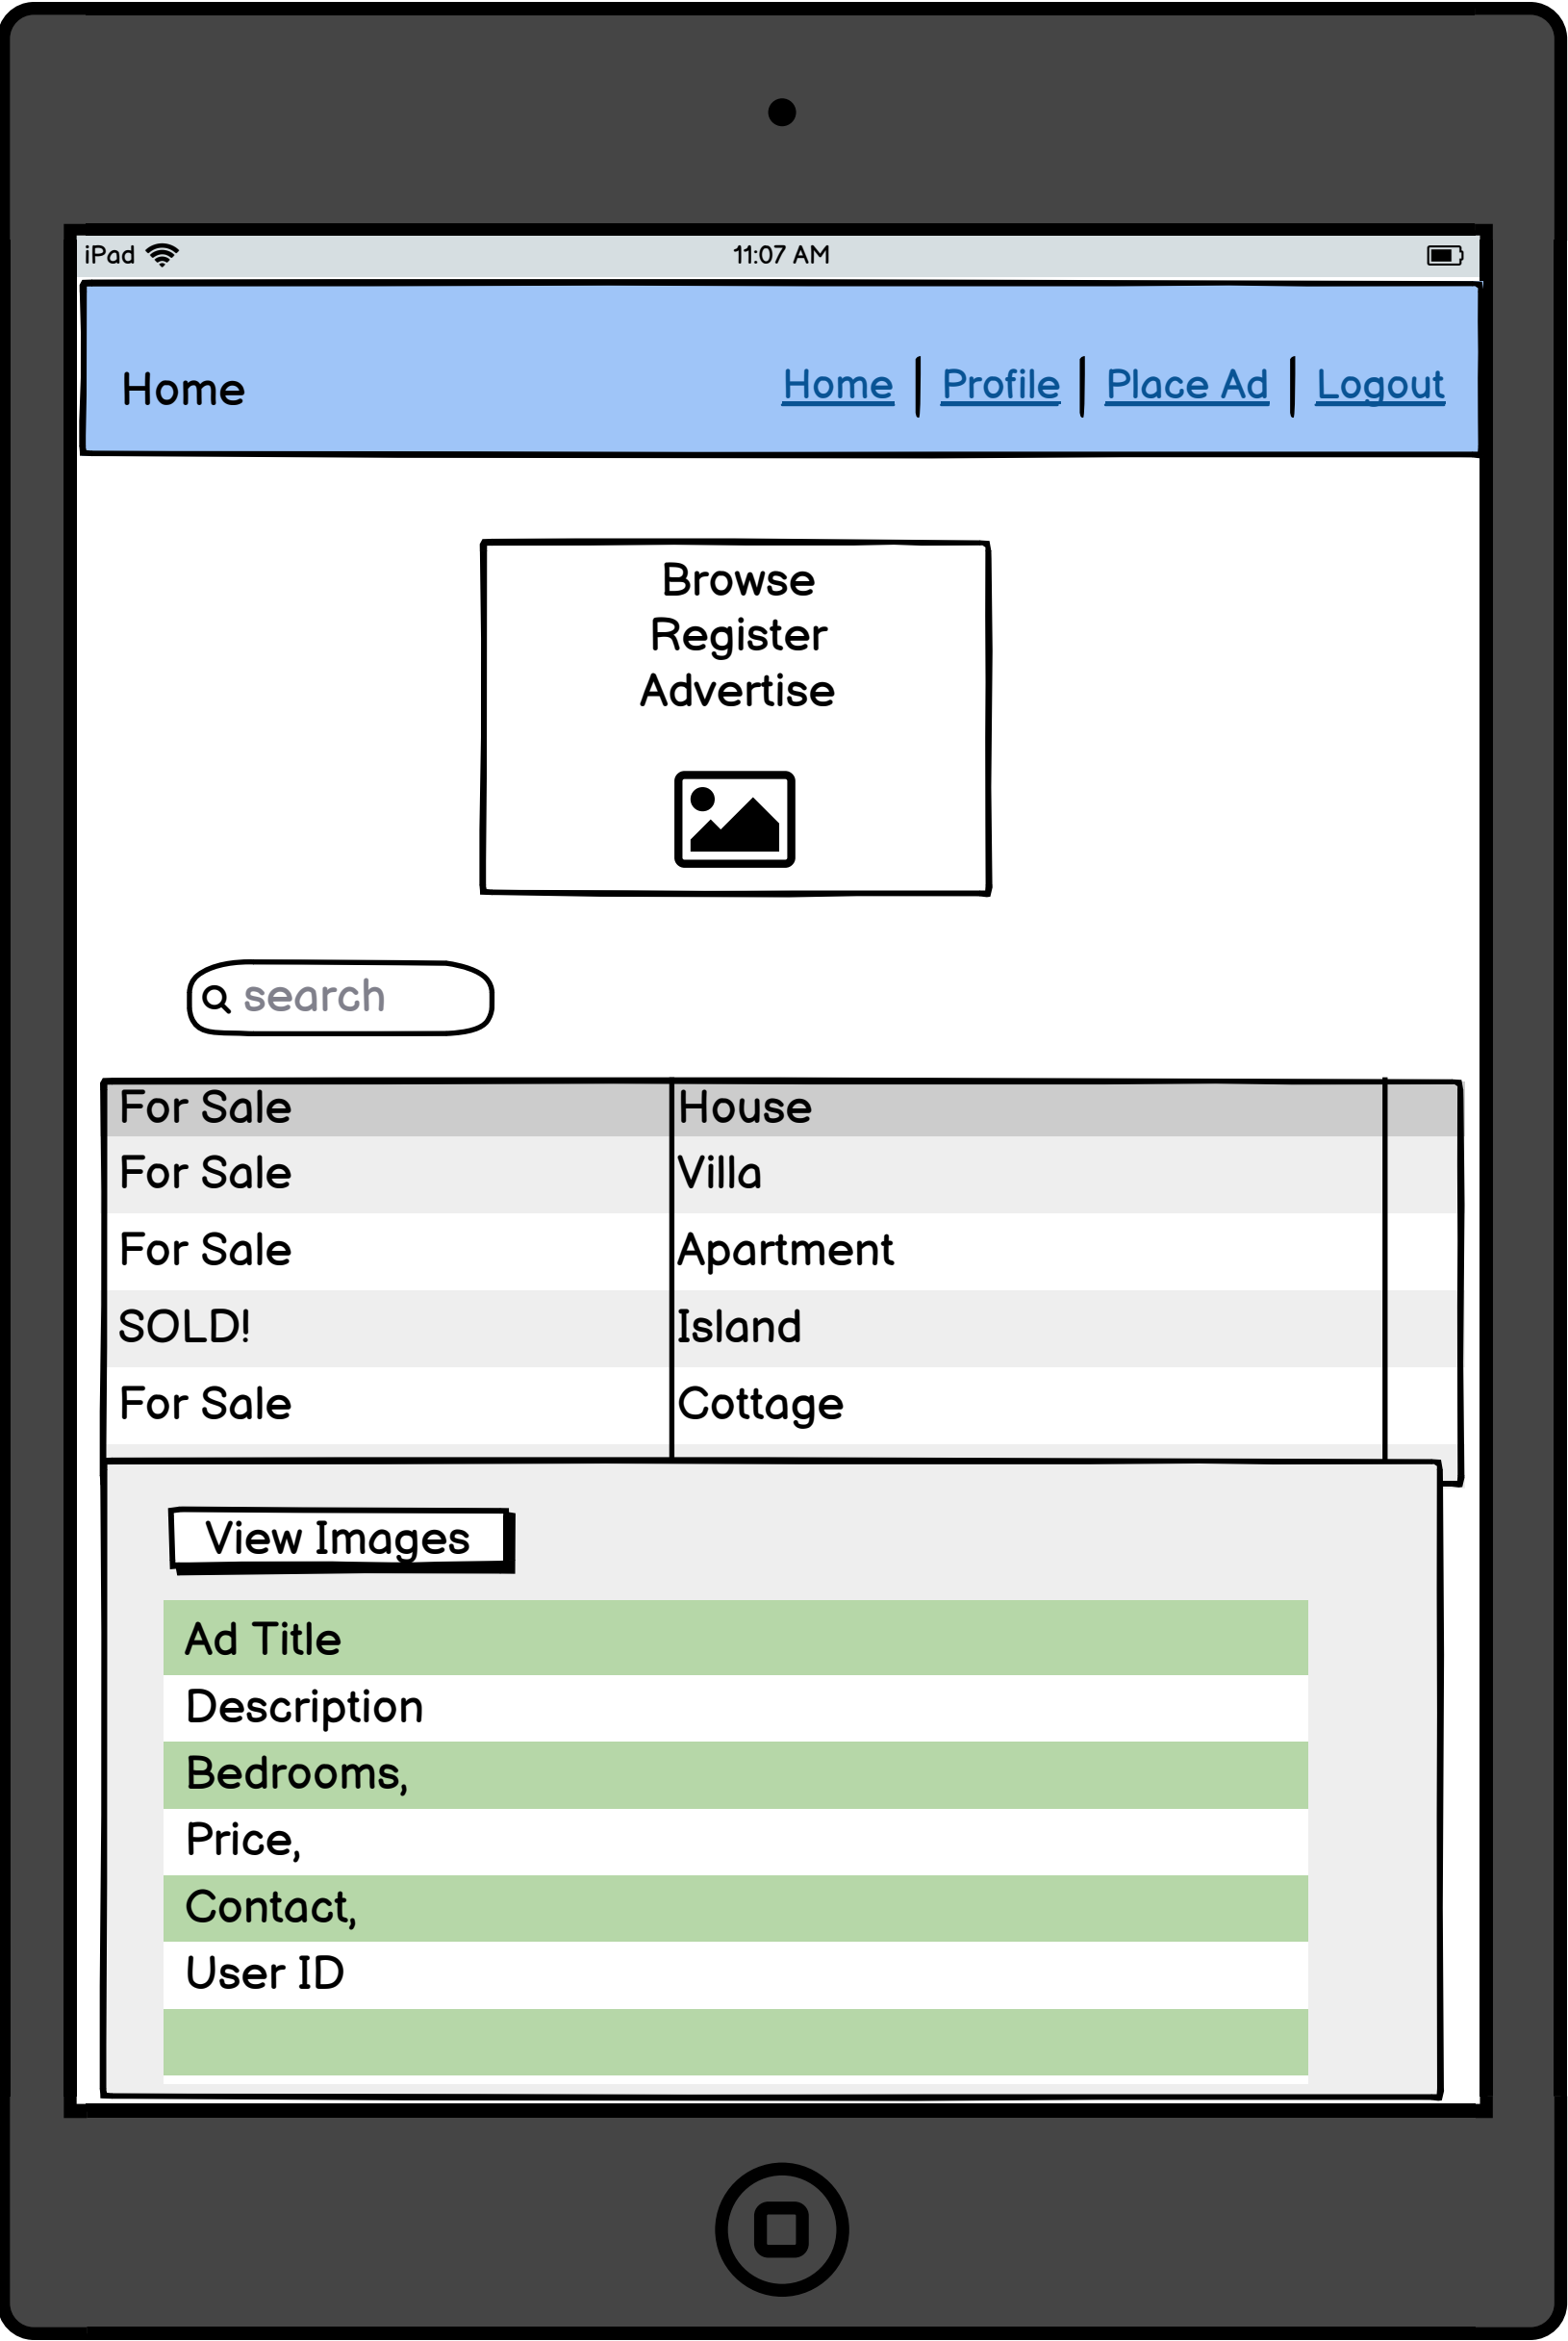 iPad 11:07 AM
Home Home Profile Place Ad Logout
Browse
Register
Advertise
search
For Sale House
For Sale Villa
For Sale Apartment
SOLD! Island
For Sale Cottage
View Images
Ad Title
Description
Bedrooms,
Price,
Contact,
User ID